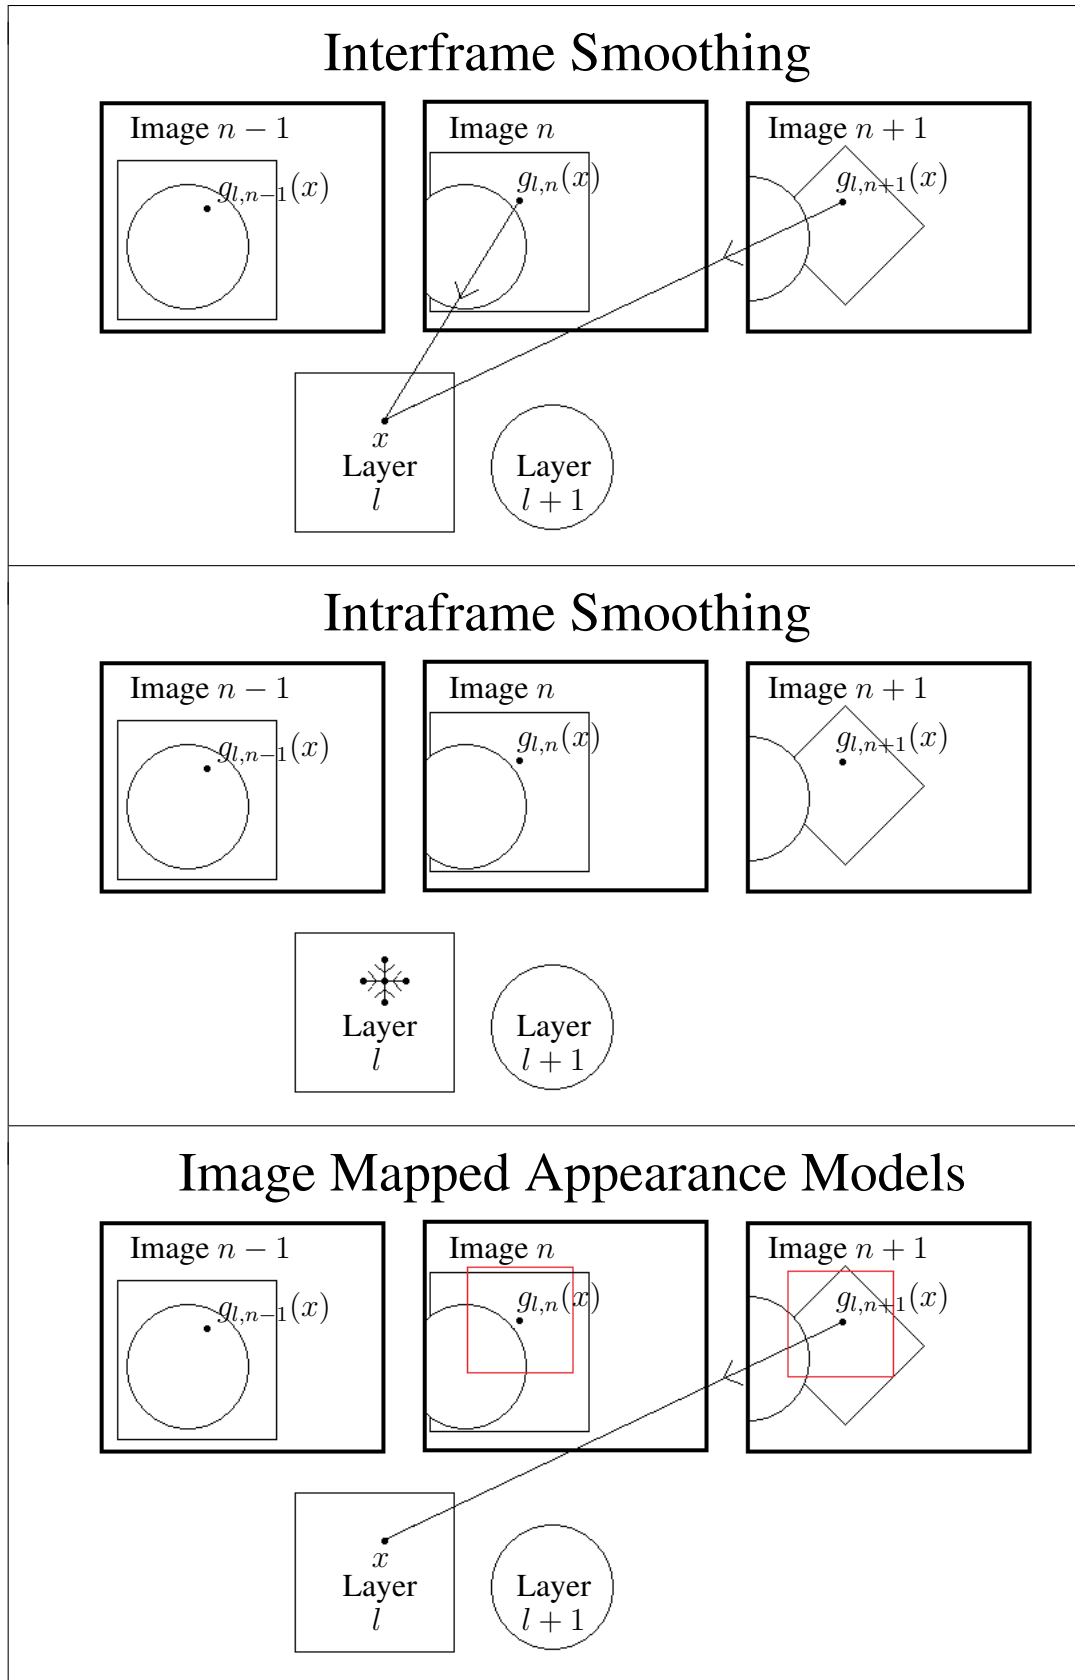 Interframe Smoothing
Image n − 1
Image n
Image n + 1
g_{l,n−1}(x)
g_{l,n}(x)
g_{l,n+1}(x)
x
Layer
l
Layer
l + 1
Intraframe Smoothing
Image n − 1
Image n
Image n + 1
g_{l,n−1}(x)
g_{l,n}(x)
g_{l,n+1}(x)
Layer
l
Layer
l + 1
Image Mapped Appearance Models
Image n − 1
Image n
Image n + 1
g_{l,n−1}(x)
g_{l,n}(x)
g_{l,n+1}(x)
x
Layer
l
Layer
l + 1